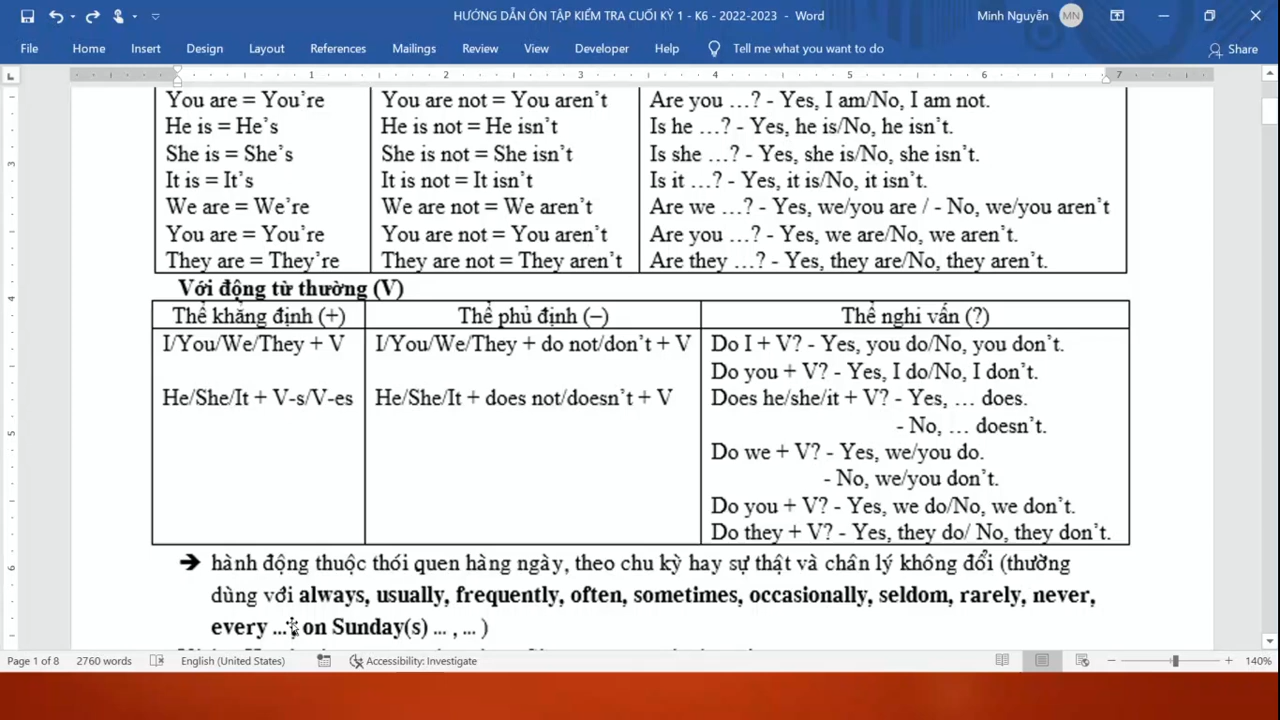 HƯỚNG DẪN ÔN TẬP KIỂM TRA CUỐI KỲ 1 - K6 - 2022-2023 - Word
Minh Nguyễn MN
File Home Insert Design Layout References Mailings Review View Developer Help Tell me what you want to do Share
1 2 3 4 5 6 7
You are = You're You are not = You aren't Are you …? - Yes, I am/No, I am not.
He is = He's He is not = He isn't Is he …? - Yes, he is/No, he isn't.
She is = She's She is not = She isn't Is she …? - Yes, she is/No, she isn't.
It is = It's It is not = It isn't Is it …? - Yes, it is/No, it isn't.
We are = We're We are not = We aren't Are we …? - Yes, we/you are / - No, we/you aren't
You are = You're You are not = You aren't Are you …? - Yes, we are/No, we aren't.
They are = They're They are not = They aren't Are they …? - Yes, they are/No, they aren't.
Với động từ thường (V)
Thể khẳng định (+) Thể phủ định (–) Thể nghi vấn (?)
I/You/We/They + V I/You/We/They + do not/don't + V Do I + V? - Yes, you do/No, you don't.
Do you + V? - Yes, I do/No, I don't.
He/She/It + V-s/V-es He/She/It + does not/doesn't + V Does he/she/it + V? - Yes, … does.
- No, … doesn't.
Do we + V? - Yes, we/you do.
- No, we/you don't.
Do you + V? - Yes, we do/No, we don't.
Do they + V? - Yes, they do/ No, they don't.
➔ hành động thuộc thói quen hàng ngày, theo chu kỳ hay sự thật và chân lý không đổi (thường
dùng với always, usually, frequently, often, sometimes, occasionally, seldom, rarely, never,
every …, on Sunday(s) … , … )
Page 1 of 8 2760 words English (United States) Accessibility: Investigate 140%